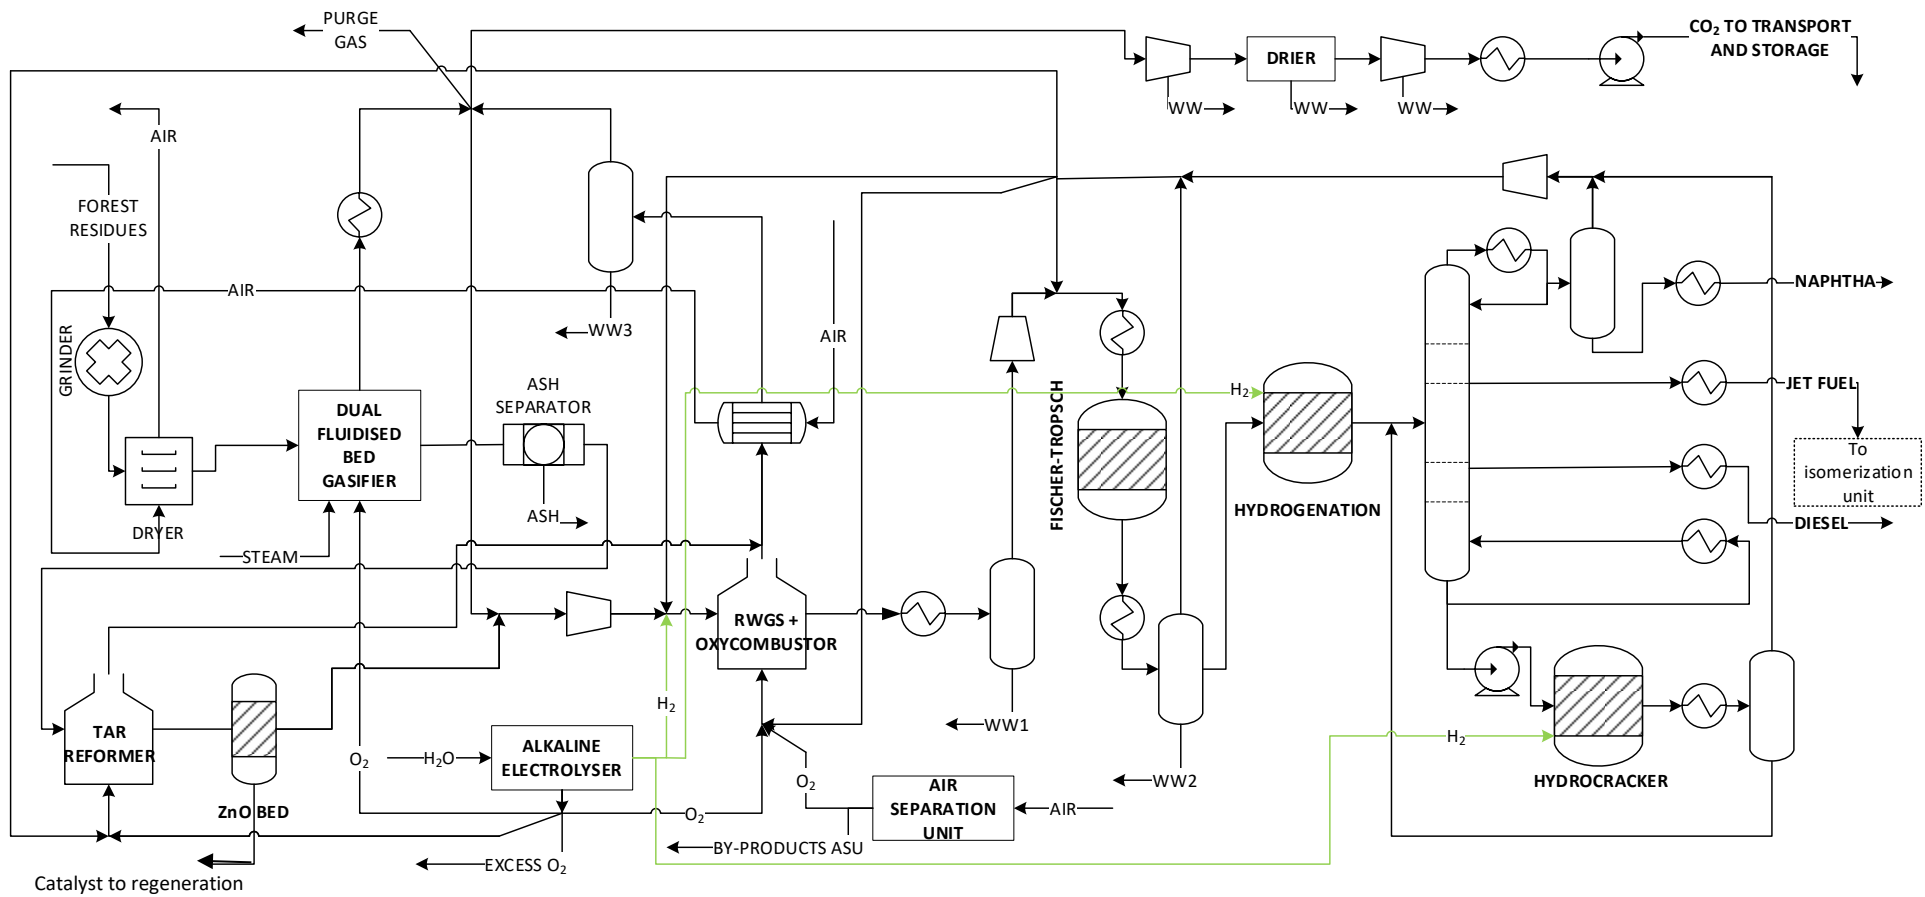 PURGE
GAS
CO₂ TO TRANSPORT
AND STORAGE
DRIER
WW
WW
WW
AIR
FOREST
RESIDUES
AIR
WW3
AIR
GRINDER
NAPHTHA
JET FUEL
To
isomerization
unit
DIESEL
ASH
SEPARATOR
DUAL
FLUIDISED
BED
GASIFIER
ASH
DRYER
STEAM
H₂
FISCHER-TROPSCH
HYDROGENATION
RWGS +
OXYCOMBUSTOR
TAR
REFORMER
ZnO BED
Catalyst to regeneration
O₂
H₂O
ALKALINE
ELECTROLYSER
H₂
O₂
EXCESS O₂
O₂
AIR
SEPARATION
UNIT
AIR
BY-PRODUCTS ASU
WW1
WW2
H₂
HYDROCRACKER